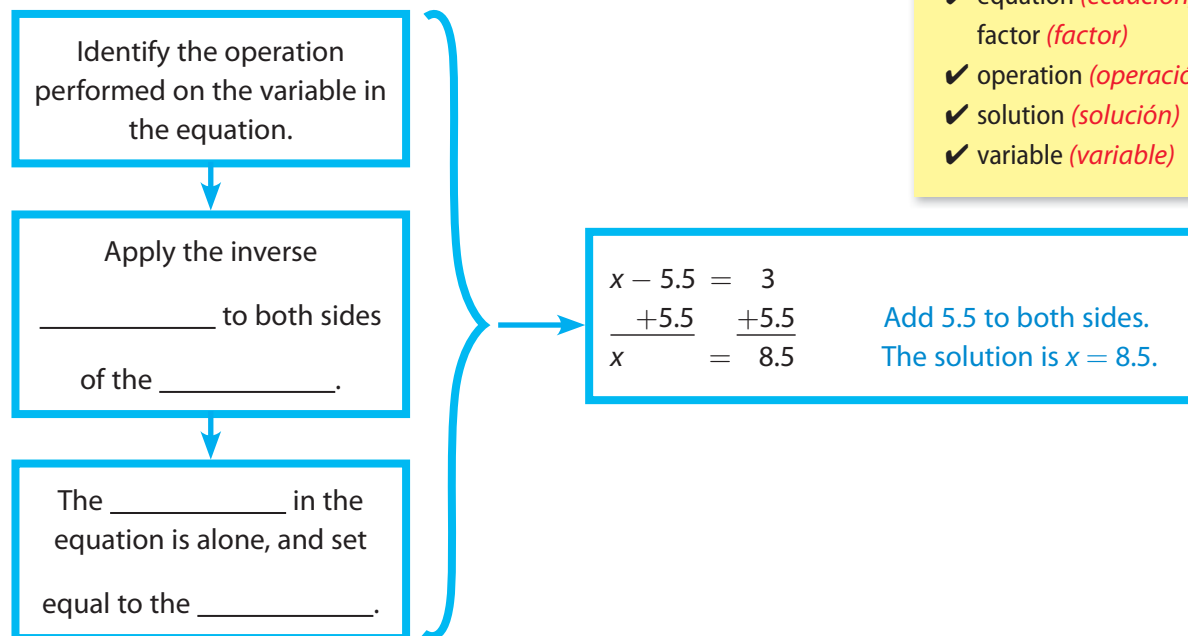 Identify the operation
performed on the variable in
the equation.
Apply the inverse
____________ to both sides
of the ____________.
The ____________ in the
equation is alone, and set
equal to the ____________.
✔ equation (ecuación
factor (factor)
✔ operation (operació
✔ solution (solución)
✔ variable (variable)
x − 5.5 = 3
+5.5 +5.5 Add 5.5 to both sides.
x = 8.5 The solution is x = 8.5.